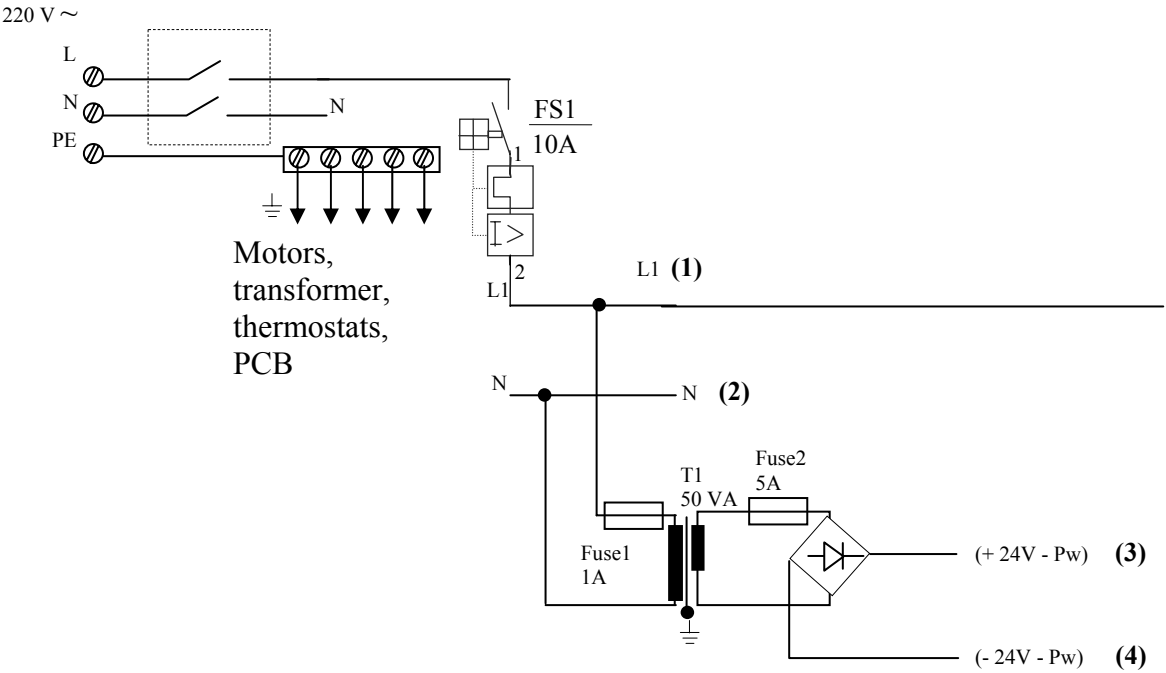 220 V ~
L
N
N
PE
FS1
10A
1
2
L1
L1 (1)
Motors,
transformer,
thermostats,
PCB
N
N (2)
T1
50 VA
Fuse2
5A
Fuse1
1A
(+ 24V - Pw) (3)
(- 24V - Pw) (4)